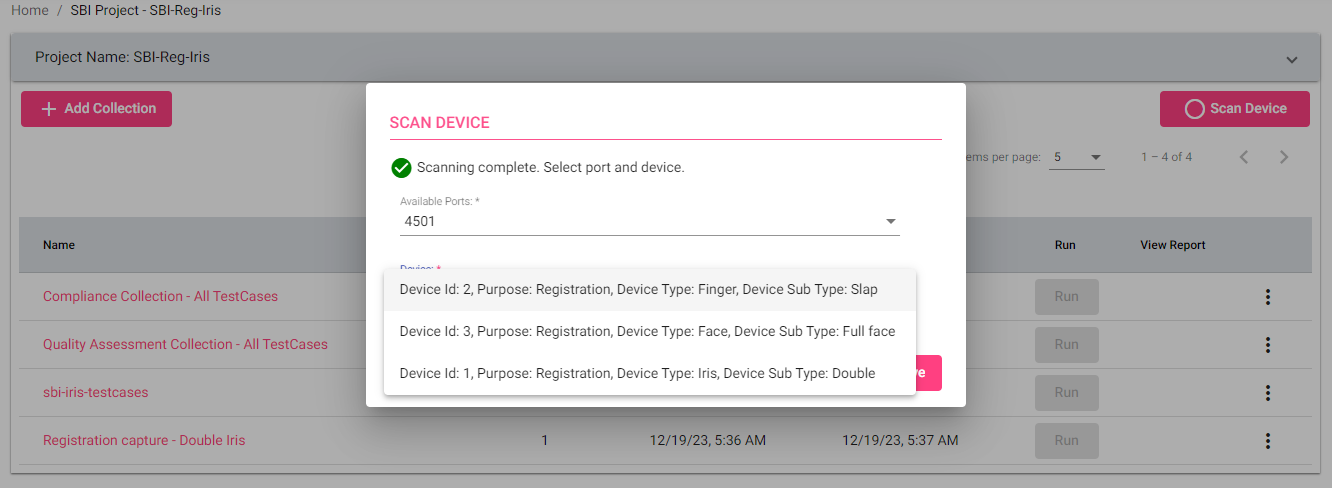 Home / SBI Project - SBI-Reg-Iris
Project Name: SBI-Reg-Iris
Add Collection
Scan Device
SCAN DEVICE
Scanning complete. Select port and device.
ems per page: 5 1 – 4 of 4
Available Ports: *
4501
Name Run View Report
Device: *
Device Id: 2, Purpose: Registration, Device Type: Finger, Device Sub Type: Slap
Device Id: 3, Purpose: Registration, Device Type: Face, Device Sub Type: Full face
Device Id: 1, Purpose: Registration, Device Type: Iris, Device Sub Type: Double
Compliance Collection - All TestCases Run
Quality Assessment Collection - All TestCases Run
sbi-iris-testcases Run
Registration capture - Double Iris 1 12/19/23, 5:36 AM 12/19/23, 5:37 AM Run